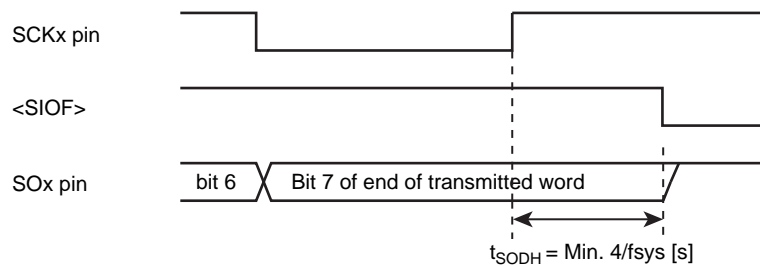 SCKx pin
<SIOF>
SOx pin
bit 6
Bit 7 of end of transmitted word
tSODH = Min. 4/fsys [s]